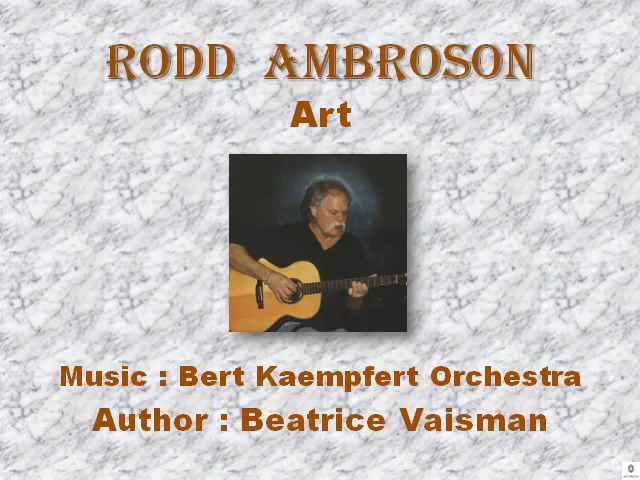 RODD AMBROSON
Art
Music : Bert Kaempfert Orchestra
Author : Beatrice Vaisman